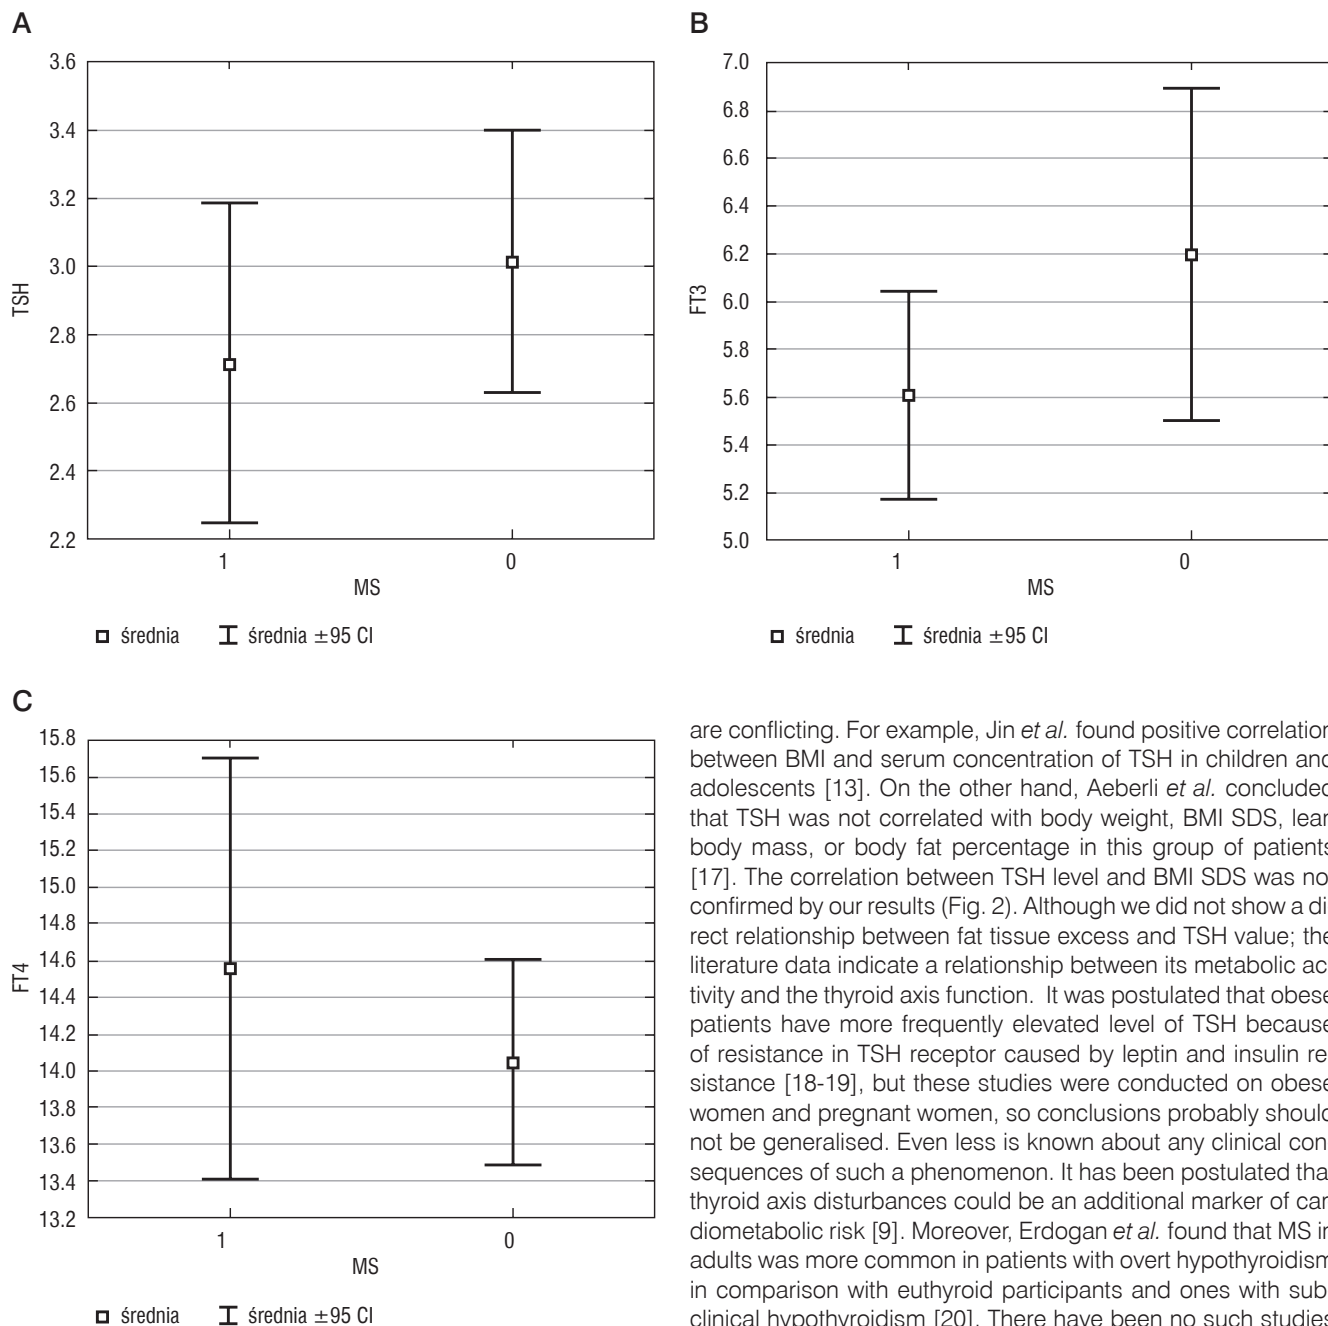 A
3.6
3.4
3.2
3.0
2.8
2.6
2.4
2.2
TSH
1 0
MS
średnia średnia ±95 CI
B
7.0
6.8
6.6
6.4
6.2
6.0
5.8
5.6
5.4
5.2
5.0
FT3
1 0
MS
średnia średnia ±95 CI
C
15.8
15.6
15.4
15.2
15.0
14.8
14.6
14.4
14.2
14.0
13.8
13.6
13.4
13.2
FT4
1 0
MS
średnia średnia ±95 CI
are conflicting. For example, Jin et al. found positive correlation
between BMI and serum concentration of TSH in children and
adolescents [13]. On the other hand, Aeberli et al. concluded
that TSH was not correlated with body weight, BMI SDS, lean
body mass, or body fat percentage in this group of patients
[17]. The correlation between TSH level and BMI SDS was not
confirmed by our results (Fig. 2). Although we did not show a di
rect relationship between fat tissue excess and TSH value; the
literature data indicate a relationship between its metabolic ac
tivity and the thyroid axis function. It was postulated that obese
patients have more frequently elevated level of TSH because
of resistance in TSH receptor caused by leptin and insulin re
sistance [18-19], but these studies were conducted on obese
women and pregnant women, so conclusions probably should
not be generalised. Even less is known about any clinical con
sequences of such a phenomenon. It has been postulated that
thyroid axis disturbances could be an additional marker of car
diometabolic risk [9]. Moreover, Erdogan et al. found that MS in
adults was more common in patients with overt hypothyroidism
in comparison with euthyroid participants and ones with sub
clinical hypothyroidism [20]. There have been no such studies